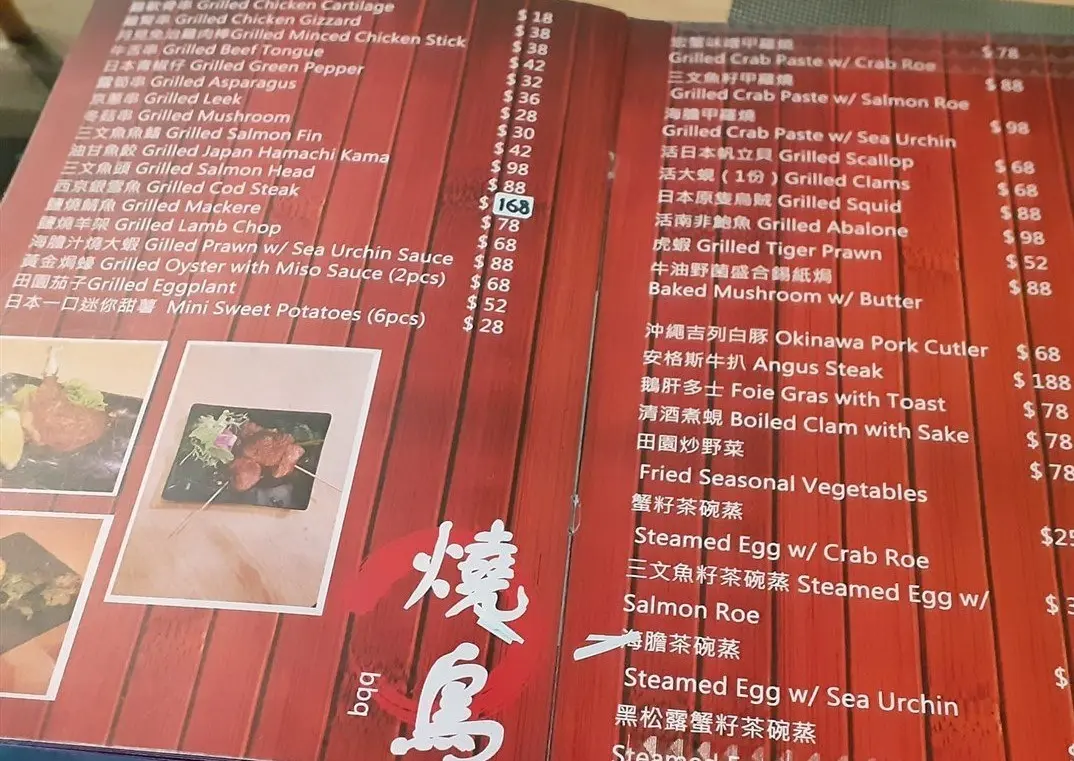 雞軟骨串 Grilled Chicken Cartilage $ 18
Grilled Chicken Gizzard $ 38
Grilled Minced Chicken Stick $ 38
牛舌串 Grilled Beef Tongue $ 42
日本青椒仔 Grilled Green Pepper $ 32
露筍串 Grilled Asparagus $ 36
京蔥串 Grilled Leek $ 28
冬菇串 Grilled Mushroom $ 30
三文魚魚鰭 Grilled Salmon Fin $ 42
油甘魚鮫 Grilled Japan Hamachi Kama $ 98
三文魚頭 Grilled Salmon Head $ 88
西京銀鱈魚 Grilled Cod Steak $ 168
鹽燒鯖魚 Grilled Mackere $ 78
鹽燒羊架 Grilled Lamb Chop $ 68
海膽汁燒大蝦 Gilled Prawn w/ Sea Urchin Sauce $ 88
黃金焗蠔 Grilled Oyster with Miso Sauce (2pcs) $ 68
田園茄子Grilled Eggplant $ 52
日本一口迷你甜薯 Mini Sweet Potatoes (6pcs) $ 28
燒鳥
bbq
$ 78
Grilled Crab Paste w/ Crab Roe
三文魚籽甲羅燒 $ 88
Grilled Crab Paste w/ Salmon Roe
海膽甲羅燒 $ 98
Grilled Crab Paste w/ Sea Urchin
活日本帆立貝 Grilled Scallop $ 68
活大蜆（1份）Grilled Clams $ 68
日本原隻烏賊 Grilled Squid $ 88
活南非鮑魚 Grilled Abalone $ 98
虎蝦 Grilled Tiger Prawn $ 52
牛油野菌盛合錫紙焗 $ 88
Baked Mushroom w/ Butter
沖繩吉列白豚 Okinawa Pork Cutler $ 68
安格斯牛扒 Angus Steak $ 188
鵝肝多士 Foie Gras with Toast $ 78
清酒煮蜆 Boiled Clam with Sake $ 78
田園炒野菜 $ 78
Fried Seasonal Vegetables
蟹籽茶碗蒸 $25
Steamed Egg w/ Crab Roe
三文魚籽茶碗蒸 Steamed Egg w/ $ 3
Salmon Roe
海膽茶碗蒸 $
Steamed Egg w/ Sea Urchin
黑松露蟹籽茶碗蒸
Steamed